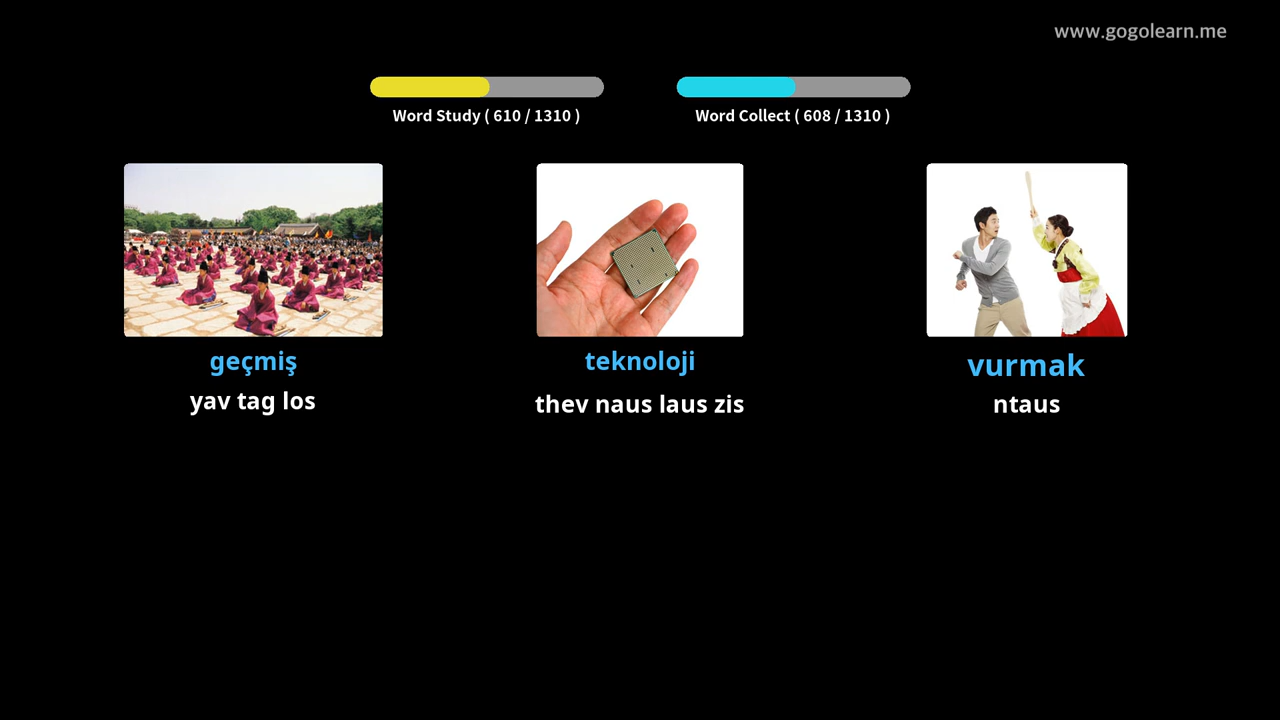 www.gogolearn.me
Word Study ( 610 / 1310 )
Word Collect ( 608 / 1310 )
geçmiş
teknoloji
vurmak
yav tag los
thev naus laus zis
ntaus